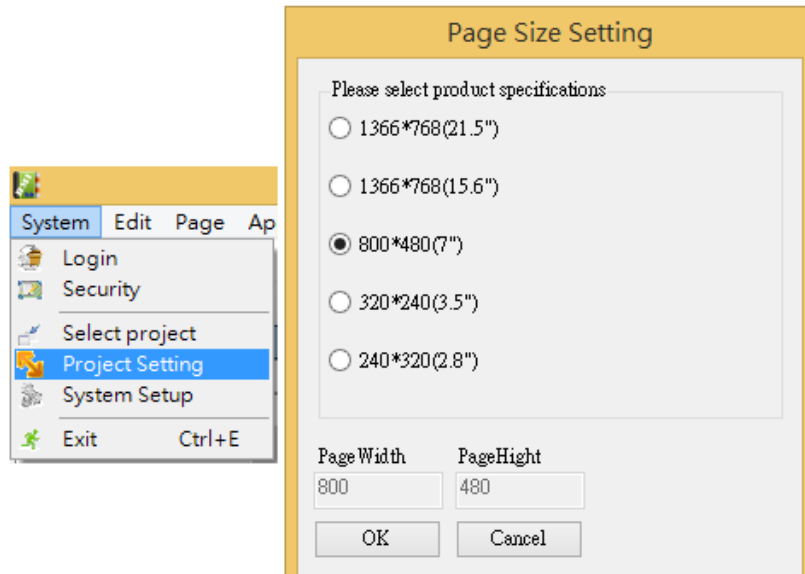 System Edit Page Ap
Login
Security
Select project
Project Setting
System Setup
Exit Ctrl+E
Page Size Setting
Please select product specifications
1366*768(21.5")
1366*768(15.6")
800*480(7")
320*240(3.5")
240*320(2.8")
PageWidth PageHight
800 480
OK Cancel